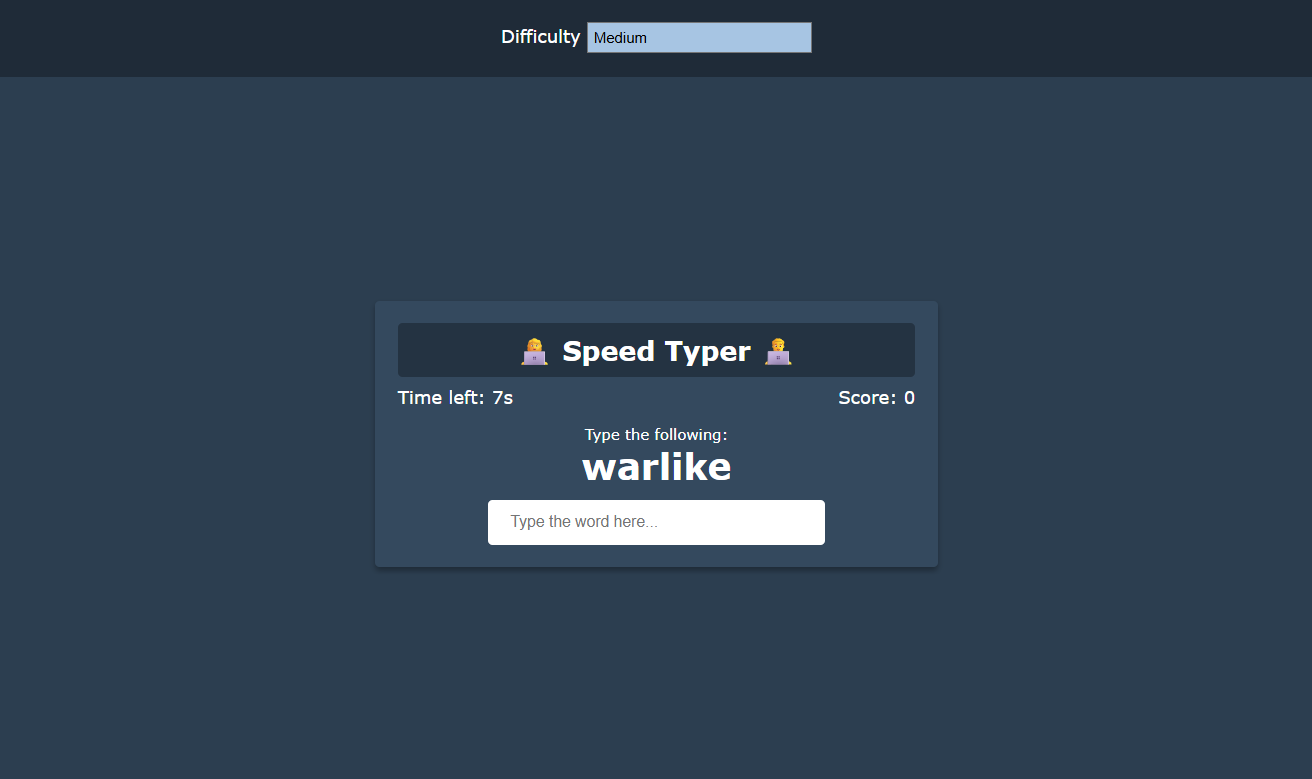 Difficulty Medium
Speed Typer
Time left: 7s Score: 0
Type the following:
warlike
Type the word here...